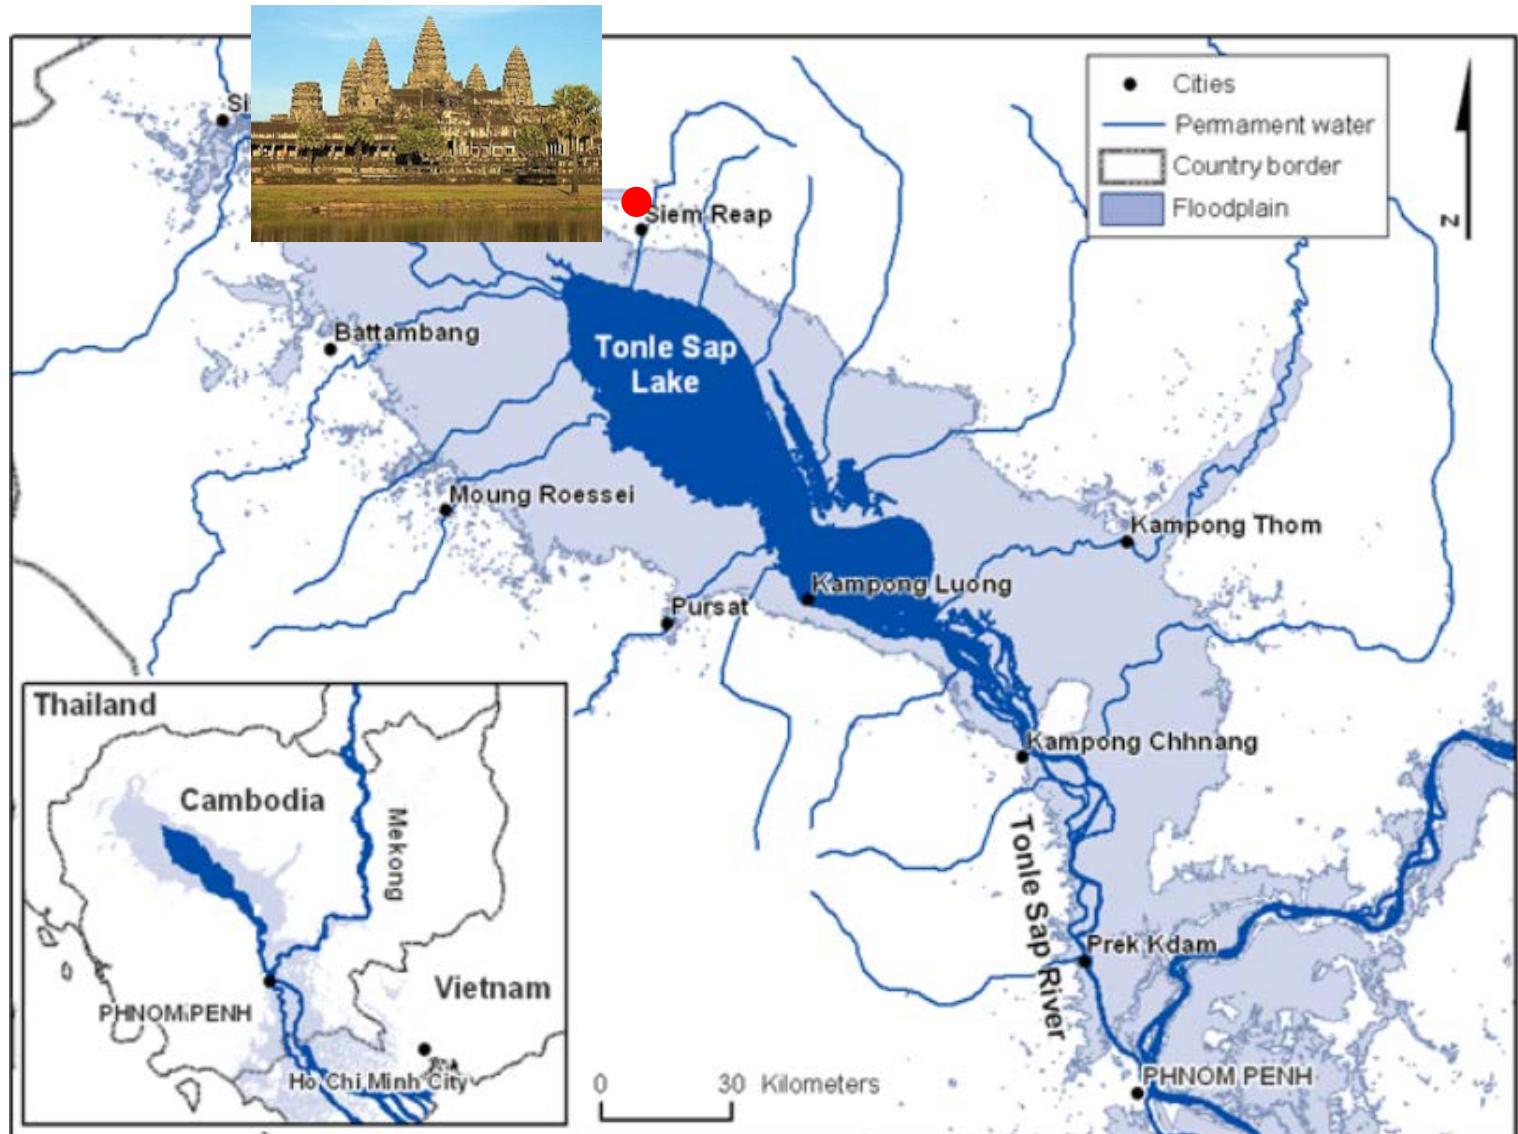 Cities
Permament water
Country border
Floodplain
N
Si
Siem Reap
Battambang
Tonle Sap
Lake
Moung Roessei
Kampong Thom
Kampong Luong
Pursat
Kampong Chhnang
Tonle Sap River
Prek Kdam
PHNOM PENH
0 30 Kilometers
Thailand
Cambodia
Mekong
Vietnam
PHNOM PENH
Ho Chi Minh City